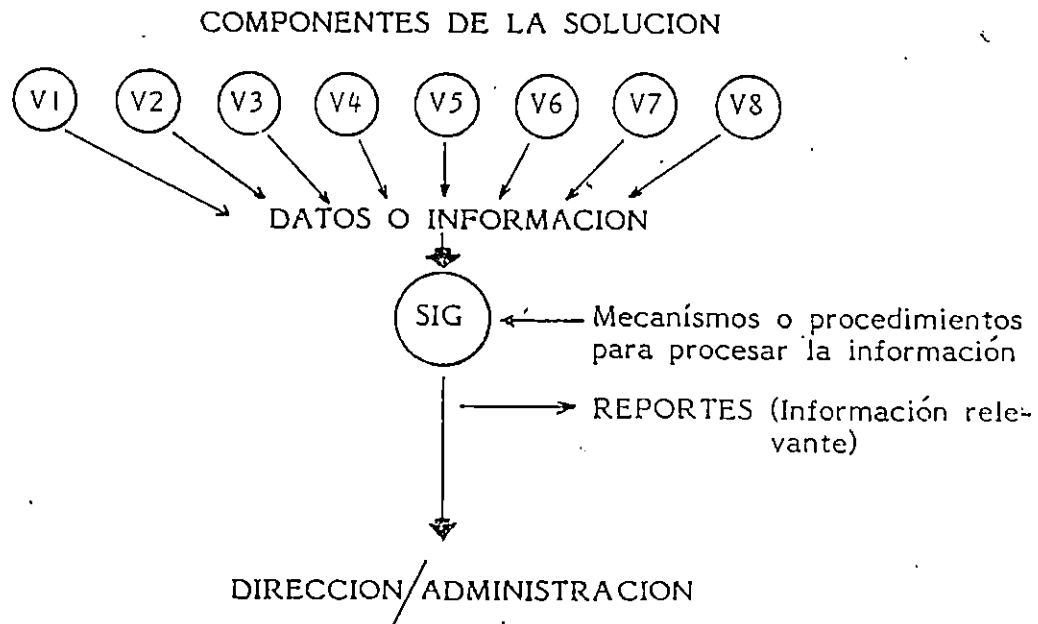 COMPONENTES DE LA SOLUCION
V1 V2 V3 V4 V5 V6 V7 V8
DATOS O INFORMACION
SIG
Mecanísmos o procedimientos
para procesar la información
REPORTES (Información rele-
vante)
DIRECCION/ADMINISTRACION